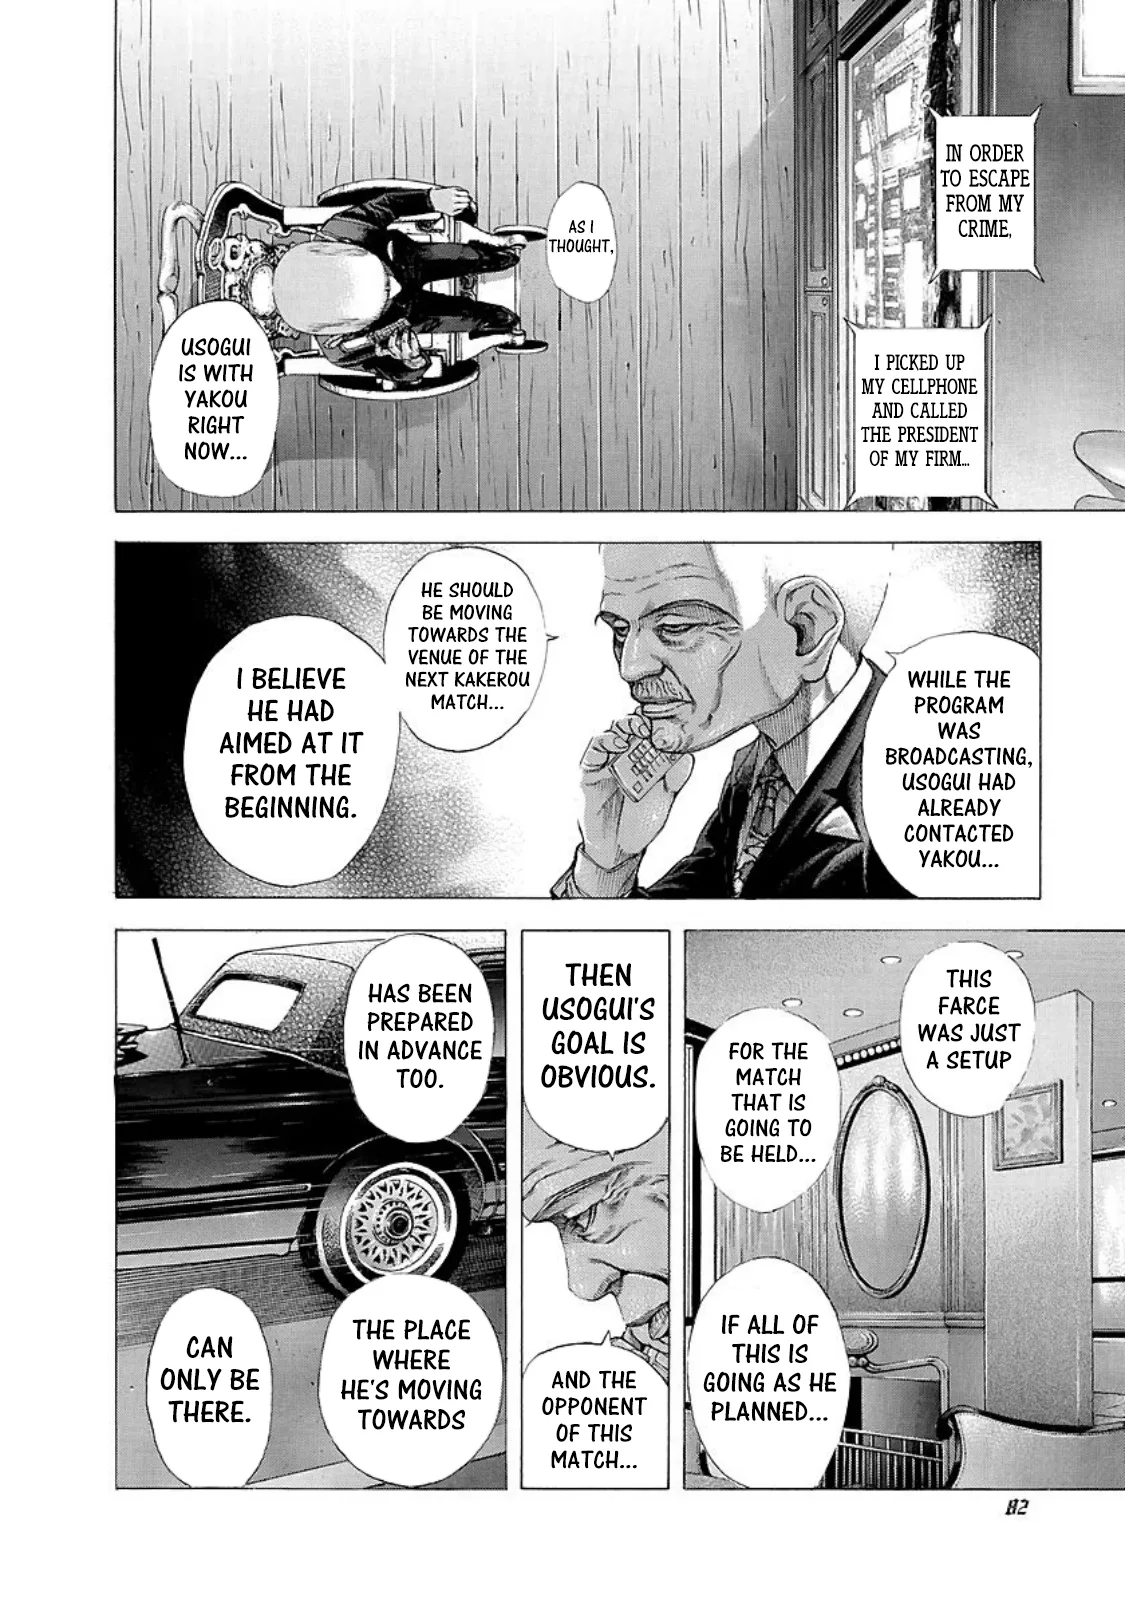 IN ORDER
TO ESCAPE
FROM MY
CRIME,
I PICKED UP
MY CELLPHONE
AND CALLED
THE PRESIDENT
OF MY FIRM...
AS I
THOUGHT,
USOGUI
IS WITH
YAKOU
RIGHT
NOW...
WHILE THE
PROGRAM
WAS
BROADCASTING,
USOGUI HAD
ALREADY
CONTACTED
YAKOU...
HE SHOULD
BE MOVING
TOWARDS THE
VENUE OF THE
NEXT KAKEROU
MATCH...
I BELIEVE
HE HAD
AIMED AT IT
FROM THE
BEGINNING.
THIS
FARCE
WAS JUST
A SETUP
FOR THE
MATCH
THAT IS
GOING TO
BE HELD...
IF ALL OF
THIS IS
GOING AS HE
PLANNED...
THEN
USOGUI'S
GOAL IS
OBVIOUS.
AND THE
OPPONENT
OF THIS
MATCH...
HAS BEEN
PREPARED
IN ADVANCE
TOO.
THE PLACE
WHERE
HE'S MOVING
TOWARDS
CAN
ONLY BE
THERE.
82